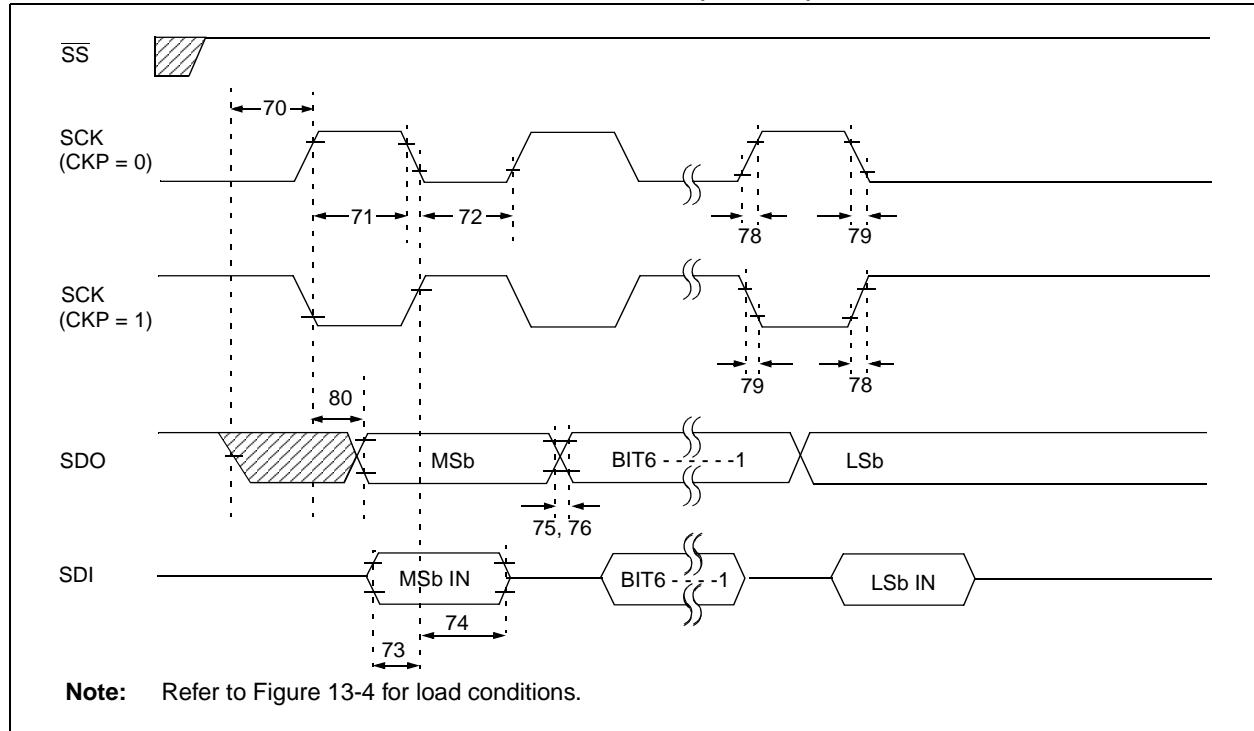 SS
70
SCK
(CKP = 0)
71
72
78
79
SCK
(CKP = 1)
79
78
80
SDO
MSb
BIT6 - - - - - -1
LSb
75, 76
SDI
MSb IN
BIT6 - - - - -1
LSb IN
74
73
Note: Refer to Figure 13-4 for load conditions.